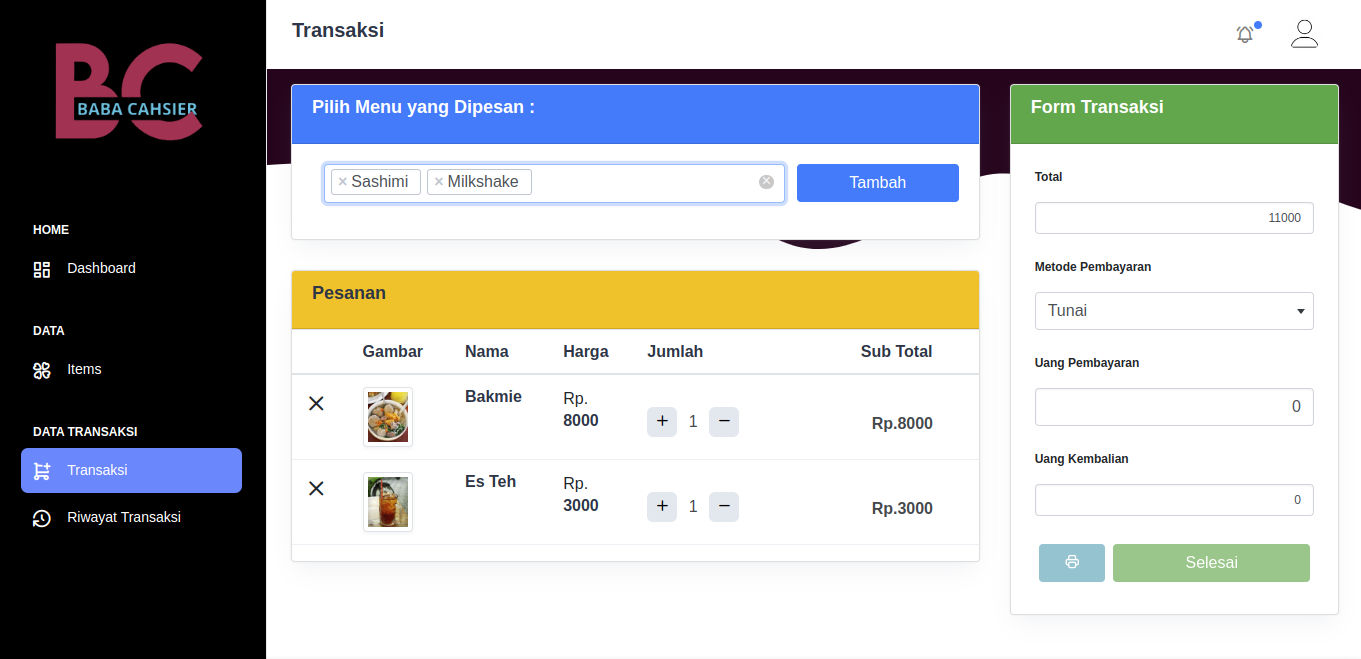 BC
BABA CAHSIER
HOME
Dashboard
DATA
Items
DATA TRANSAKSI
Transaksi
Riwayat Transaksi
Transaksi
Pilih Menu yang Dipesan :
× Sashimi × Milkshake
Tambah
Pesanan
Gambar Nama Harga Jumlah Sub Total
Bakmie Rp. 8000 + 1 − Rp.8000
Es Teh Rp. 3000 + 1 − Rp.3000
Form Transaksi
Total
11000
Metode Pembayaran
Tunai
Uang Pembayaran
0
Uang Kembalian
0
Selesai